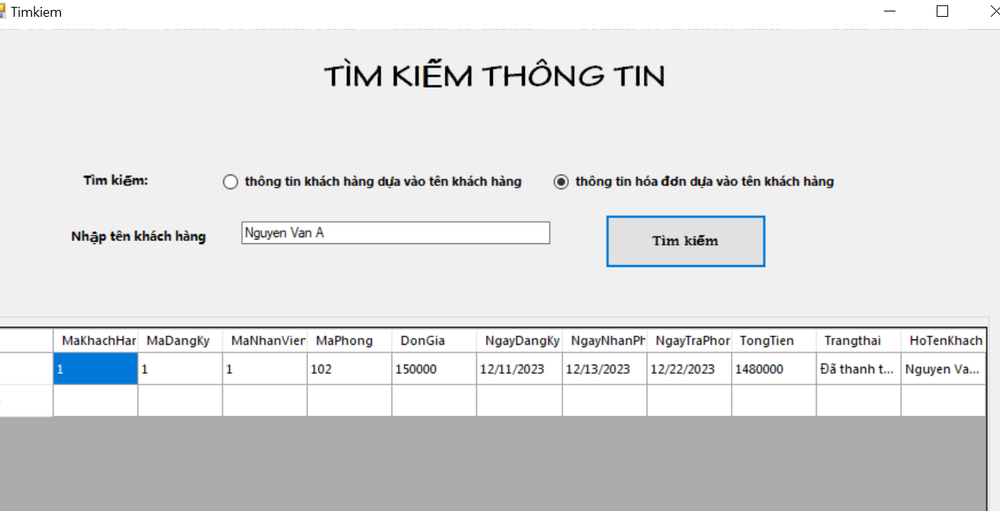 Timkiem
TÌM KIẾM THÔNG TIN
Tìm kiếm: thông tin khách hàng dựa vào tên khách hàng thông tin hóa đơn dựa vào tên khách hàng
Nhập tên khách hàng Nguyen Van A Tìm kiếm
MaKhachHar MaDangKy MaNhanVier MaPhong DonGia NgayDangKy NgayNhanPh NgayTraPhor TongTien Trangthai HoTenKhach
1 1 1 102 150000 12/11/2023 12/13/2023 12/22/2023 1480000 Đã thanh t... Nguyen Va...